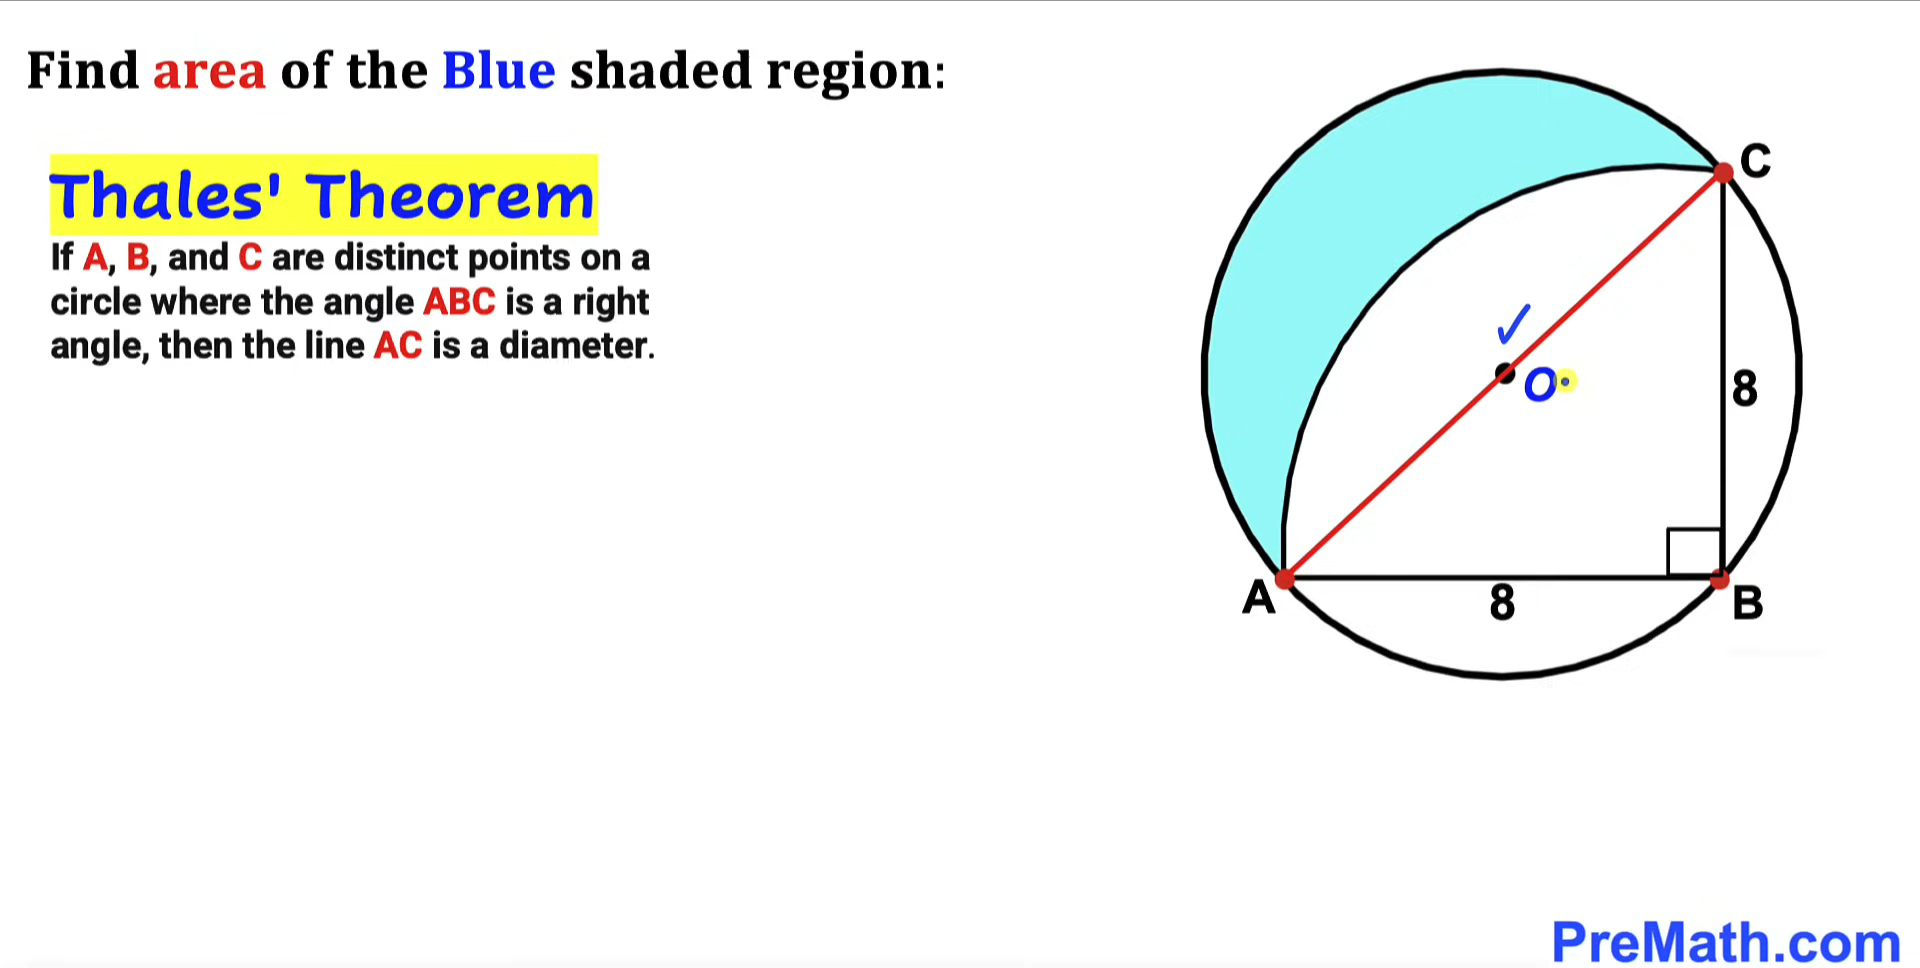 Find area of the Blue shaded region:
Thales' Theorem
If A, B, and C are distinct points on a
circle where the angle ABC is a right
angle, then the line AC is a diameter.
C
O
8
A
8
B
PreMath.com